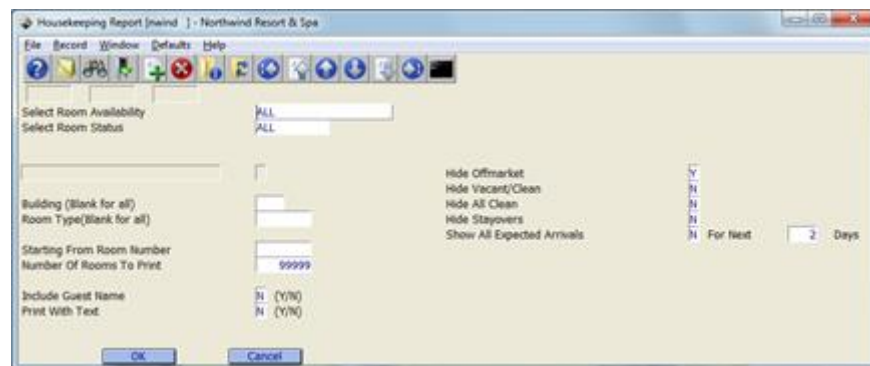 Housekeeping Report [nwind ] - Northwind Resort & Spa
File Record Window Defaults Help
Select Room Availability ALL
Select Room Status ALL
Hide Offmarket Y
Hide Vacant/Clean N
Building (Blank for all) Hide All Clean N
Room Type(Blank for all) Hide Stayovers N
Show All Expected Arrivals N For Next 2 Days
Starting From Room Number
Number Of Rooms To Print 99999
Include Guest Name N (Y/N)
Print With Text N (Y/N)
OK Cancel